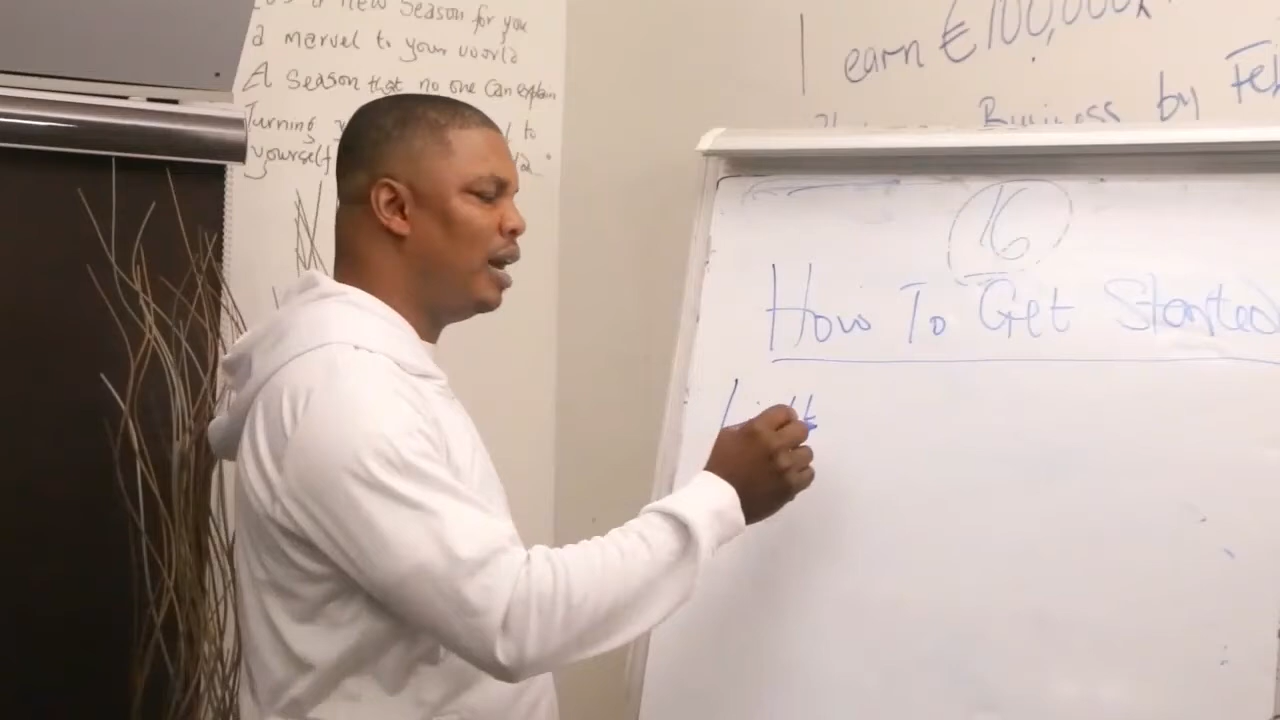 new Season for you
a marvel to your world
A Season that no one can explain
Turning to
yourself
I earn €100,000
Business by Feb
16
How To Get Started